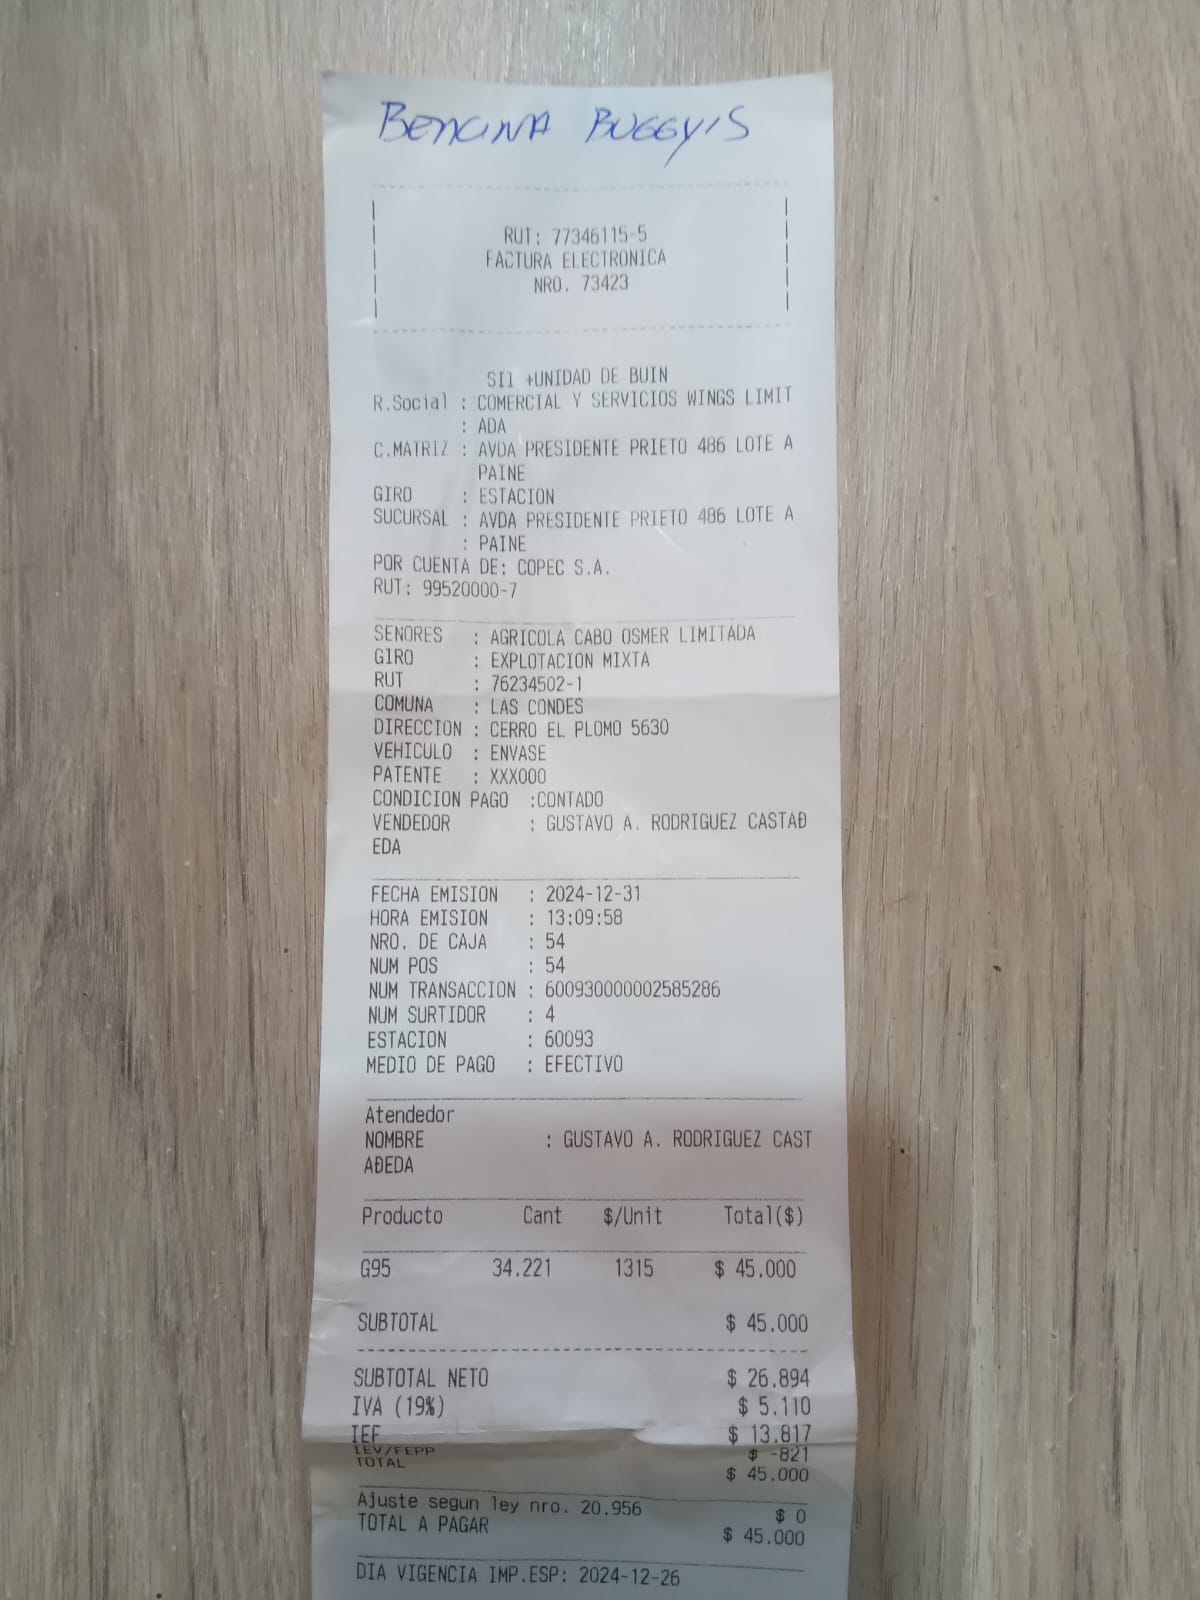 BENCINA BUGGY'S
RUT: 77346115-5
FACTURA ELECTRONICA
NRO. 73423
SII +UNIDAD DE BUIN
R.Social : COMERCIAL Y SERVICIOS WINGS LIMIT
: ADA
C.MATRIZ : AVDA PRESIDENTE PRIETO 486 LOTE A
PAINE
GIRO : ESTACION
SUCURSAL : AVDA PRESIDENTE PRIETO 486 LOTE A
: PAINE
POR CUENTA DE: COPEC S.A.
RUT: 99520000-7
SENORES : AGRICOLA CABO OSMER LIMITADA
GIRO : EXPLOTACION MIXTA
RUT : 76234502-1
COMUNA : LAS CONDES
DIRECCION : CERRO EL PLOMO 5630
VEHICULO : ENVASE
PATENTE : XXX000
CONDICION PAGO :CONTADO
VENDEDOR : GUSTAVO A. RODRIGUEZ CASTAÐ
EDA
FECHA EMISION : 2024-12-31
HORA EMISION : 13:09:58
NRO. DE CAJA : 54
NUM POS : 54
NUM TRANSACCION : 600930000002585286
NUM SURTIDOR : 4
ESTACION : 60093
MEDIO DE PAGO : EFECTIVO
Atendedor
NOMBRE : GUSTAVO A. RODRIGUEZ CAST
AÐEDA
Producto Cant $/Unit Total($)
G95 34.221 1315 $ 45.000
SUBTOTAL $ 45.000
SUBTOTAL NETO $ 26.894
IVA (19%) $ 5.110
IEF $ 13.817
IEV/FEPP $ -821
TOTAL $ 45.000
Ajuste segun ley nro. 20.956 $ 0
TOTAL A PAGAR $ 45.000
DIA VIGENCIA IMP.ESP: 2024-12-26